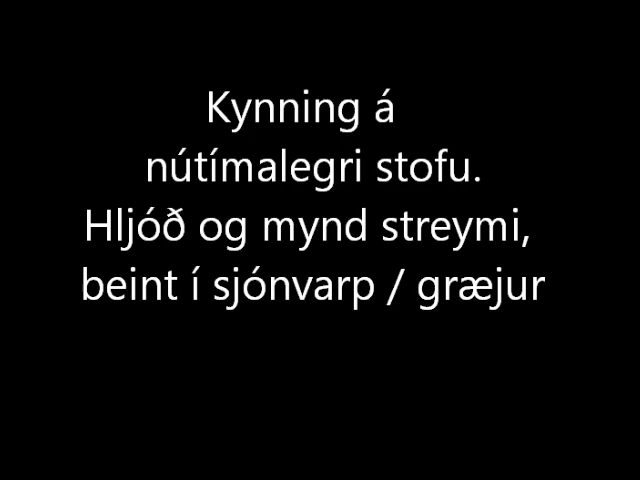 Kynning á
nútímalegri stofu.
Hljóð og mynd streymi,
beint í sjónvarp / græjur